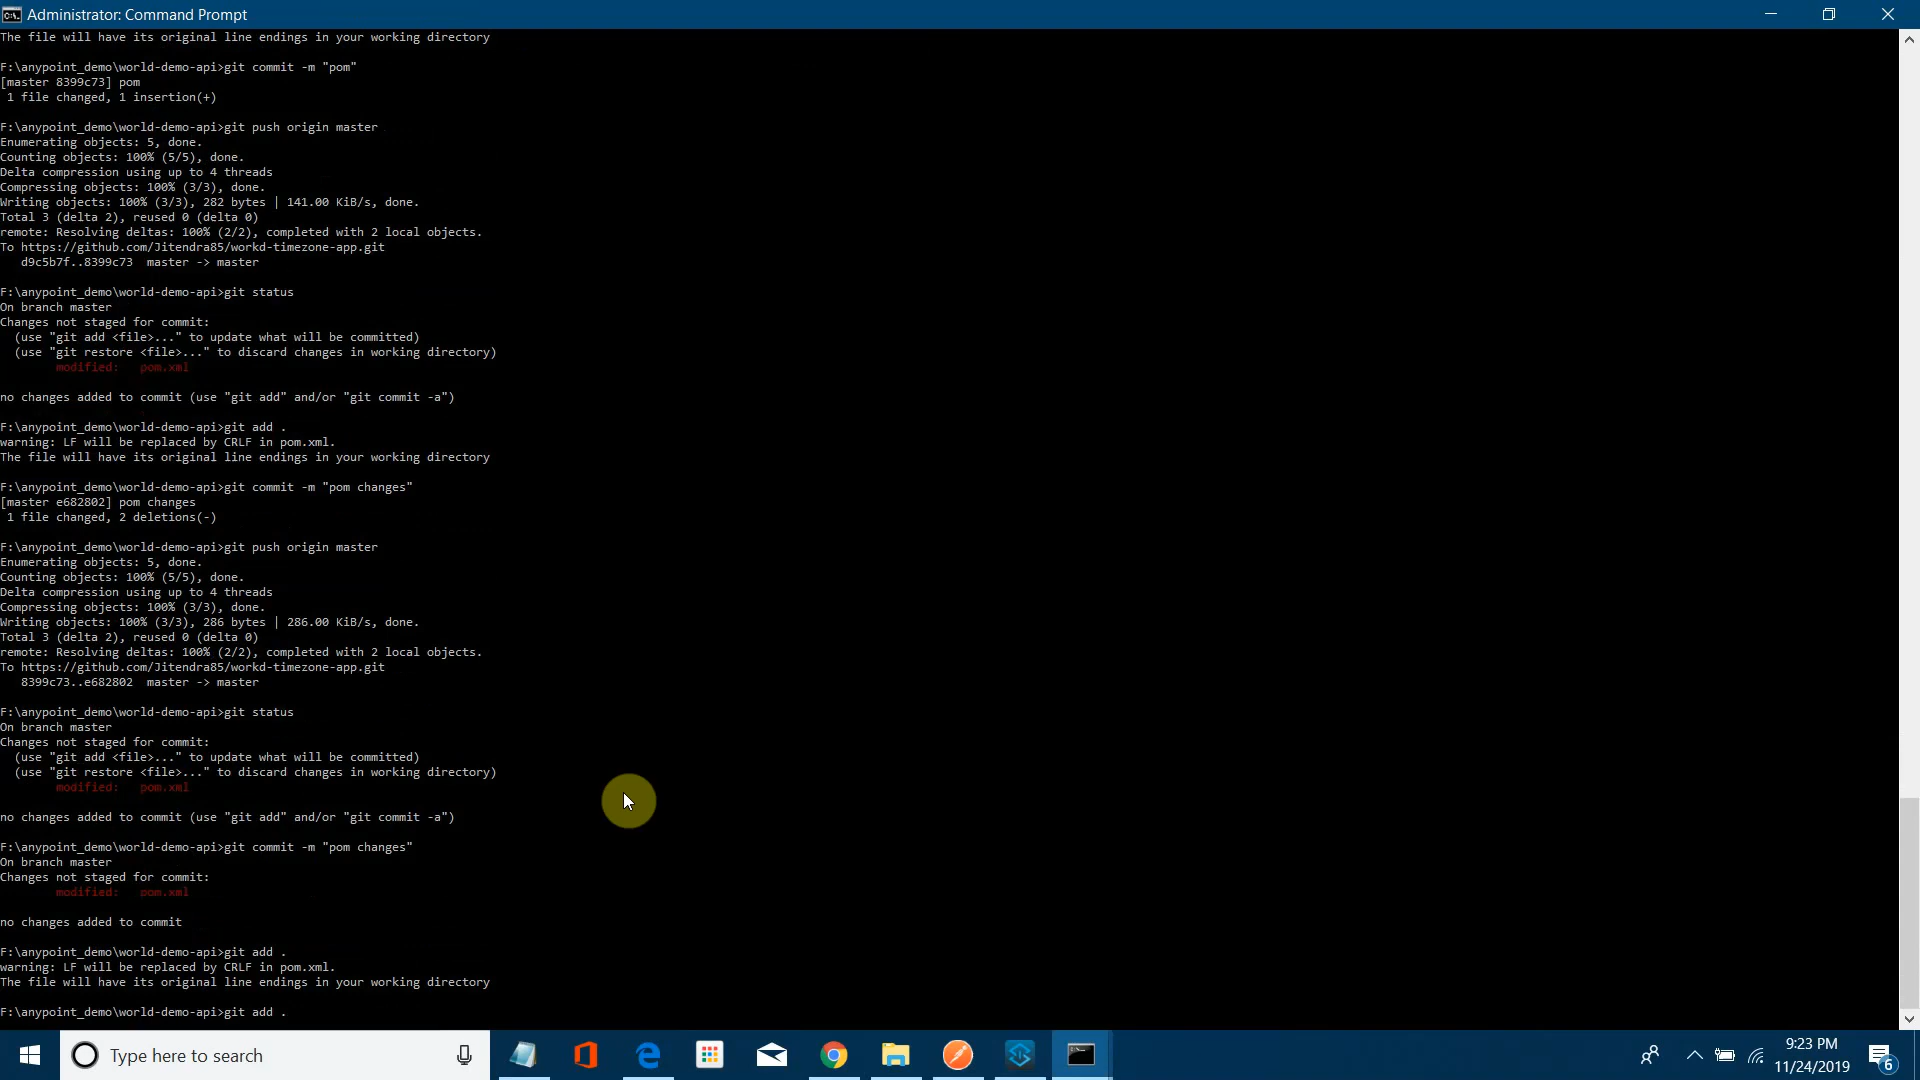 Administrator: Command Prompt
The file will have its original line endings in your working directory
F:\anypoint_demo\world-demo-api>git commit -m "pom"
[master 8399c73] pom
1 file changed, 1 insertion(+)
F:\anypoint_demo\world-demo-api>git push origin master
Enumerating objects: 5, done.
Counting objects: 100% (5/5), done.
Delta compression using up to 4 threads
Compressing objects: 100% (3/3), done.
Writing objects: 100% (3/3), 282 bytes | 141.00 KiB/s, done.
Total 3 (delta 2), reused 0 (delta 0)
remote: Resolving deltas: 100% (2/2), completed with 2 local objects.
To https://github.com/Jitendra85/workd-timezone-app.git
d9c5b7f..8399c73  master -> master
F:\anypoint_demo\world-demo-api>git status
On branch master
Changes not staged for commit:
(use "git add <file>..." to update what will be committed)
(use "git restore <file>..." to discard changes in working directory)
modified:   pom.xml
no changes added to commit (use "git add" and/or "git commit -a")
F:\anypoint_demo\world-demo-api>git add .
warning: LF will be replaced by CRLF in pom.xml.
The file will have its original line endings in your working directory
F:\anypoint_demo\world-demo-api>git commit -m "pom changes"
[master e682802] pom changes
1 file changed, 2 deletions(-)
F:\anypoint_demo\world-demo-api>git push origin master
Enumerating objects: 5, done.
Counting objects: 100% (5/5), done.
Delta compression using up to 4 threads
Compressing objects: 100% (3/3), done.
Writing objects: 100% (3/3), 286 bytes | 286.00 KiB/s, done.
Total 3 (delta 2), reused 0 (delta 0)
remote: Resolving deltas: 100% (2/2), completed with 2 local objects.
To https://github.com/Jitendra85/workd-timezone-app.git
8399c73..e682802  master -> master
F:\anypoint_demo\world-demo-api>git status
On branch master
Changes not staged for commit:
(use "git add <file>..." to update what will be committed)
(use "git restore <file>..." to discard changes in working directory)
modified:   pom.xml
no changes added to commit (use "git add" and/or "git commit -a")
F:\anypoint_demo\world-demo-api>git commit -m "pom changes"
On branch master
Changes not staged for commit:
modified:   pom.xml
no changes added to commit
F:\anypoint_demo\world-demo-api>git add .
warning: LF will be replaced by CRLF in pom.xml.
The file will have its original line endings in your working directory
F:\anypoint_demo\world-demo-api>git add .
Type here to search
9:23 PM
11/24/2019
6